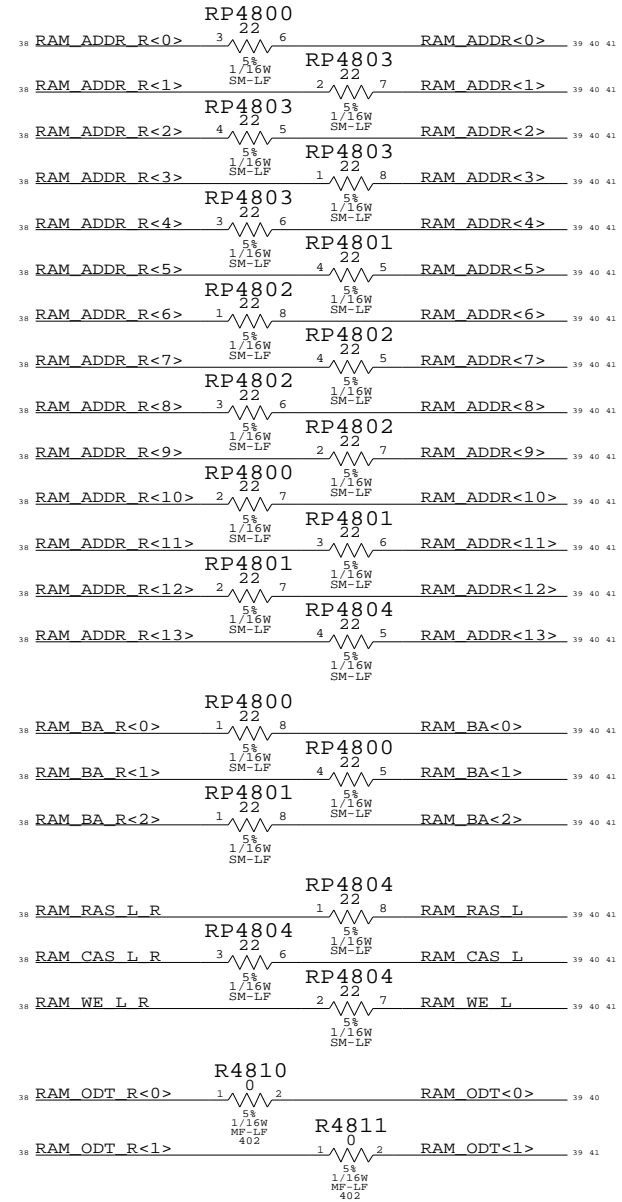 RP4800
22
38 RAM_ADDR_R<0> 3 6 RAM_ADDR<0> 39 40 41
5%
1/16W
SM-LF
RP4803
22
38 RAM_ADDR_R<1> 2 7 RAM_ADDR<1> 39 40 41
5%
1/16W
SM-LF
RP4803
22
38 RAM_ADDR_R<2> 4 5 RAM_ADDR<2> 39 40 41
5%
1/16W
SM-LF
RP4803
22
38 RAM_ADDR_R<3> 1 8 RAM_ADDR<3> 39 40 41
5%
1/16W
SM-LF
RP4803
22
38 RAM_ADDR_R<4> 3 6 RAM_ADDR<4> 39 40 41
5%
1/16W
SM-LF
RP4801
22
38 RAM_ADDR_R<5> 4 5 RAM_ADDR<5> 39 40 41
5%
1/16W
SM-LF
RP4802
22
38 RAM_ADDR_R<6> 1 8 RAM_ADDR<6> 39 40 41
5%
1/16W
SM-LF
RP4802
22
38 RAM_ADDR_R<7> 4 5 RAM_ADDR<7> 39 40 41
5%
1/16W
SM-LF
RP4802
22
38 RAM_ADDR_R<8> 3 6 RAM_ADDR<8> 39 40 41
5%
1/16W
SM-LF
RP4802
22
38 RAM_ADDR_R<9> 2 7 RAM_ADDR<9> 39 40 41
5%
1/16W
SM-LF
RP4800
22
38 RAM_ADDR_R<10> 2 7 RAM_ADDR<10> 39 40 41
5%
1/16W
SM-LF
RP4801
22
38 RAM_ADDR_R<11> 3 6 RAM_ADDR<11> 39 40 41
5%
1/16W
SM-LF
RP4801
22
38 RAM_ADDR_R<12> 2 7 RAM_ADDR<12> 39 40 41
5%
1/16W
SM-LF
RP4804
22
38 RAM_ADDR_R<13> 4 5 RAM_ADDR<13> 39 40 41
5%
1/16W
SM-LF
RP4800
22
38 RAM_BA_R<0> 1 8 RAM_BA<0> 39 40 41
5%
1/16W
SM-LF
RP4800
22
38 RAM_BA_R<1> 4 5 RAM_BA<1> 39 40 41
5%
1/16W
SM-LF
RP4801
22
38 RAM_BA_R<2> 1 8 RAM_BA<2> 39 40 41
5%
1/16W
SM-LF
RP4804
22
38 RAM_RAS_L_R 1 8 RAM_RAS_L 39 40 41
5%
1/16W
SM-LF
RP4804
22
38 RAM_CAS_L_R 3 6 RAM_CAS_L 39 40 41
5%
1/16W
SM-LF
RP4804
22
38 RAM_WE_L_R 2 7 RAM_WE_L 39 40 41
5%
1/16W
SM-LF
R4810
0
38 RAM_ODT_R<0> 1 2 RAM_ODT<0> 39 40
5%
1/16W
MF-LF
402
R4811
0
38 RAM_ODT_R<1> 1 2 RAM_ODT<1> 39 41
5%
1/16W
MF-LF
402